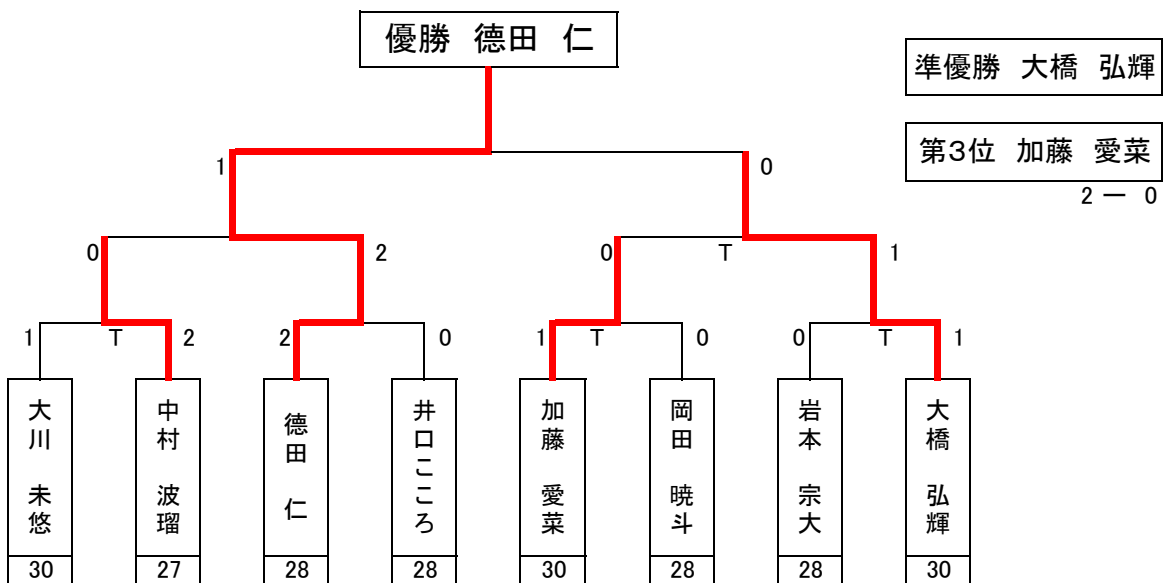 優勝 德田 仁
準優勝 大橋 弘輝
第3位 加藤 愛菜
2 ー 0
1 0
0 2 0 T 1
1 T 2 2 0 1 T 0 0 T 1
大川 未悠
中村 波瑠
德田 仁
井口こころ
加藤 愛菜
岡田 暁斗
岩本 宗大
大橋 弘輝
30 27 28 28 30 28 28 30